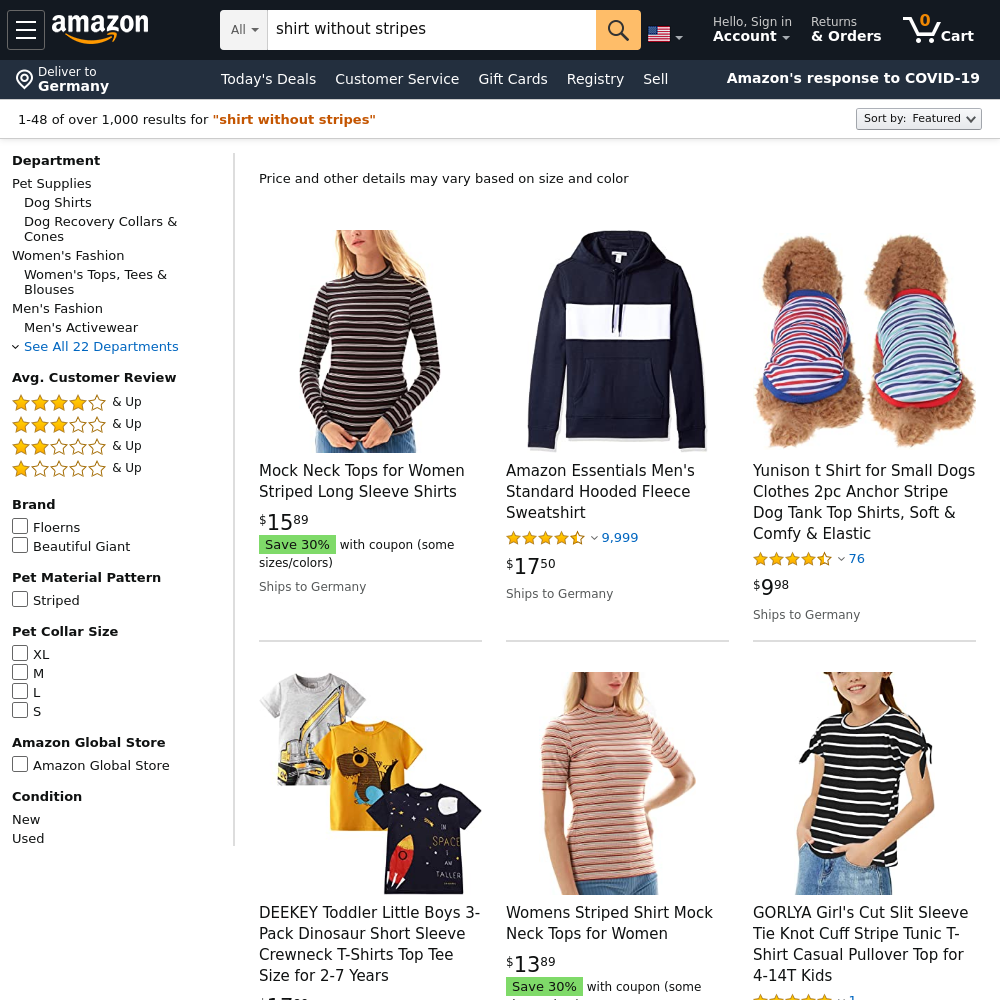 amazon
All
shirt without stripes
Hello, Sign in
Account
Returns
& Orders
0
Cart
Deliver to
Germany
Today's Deals
Customer Service
Gift Cards
Registry
Sell
Amazon's response to COVID-19
1-48 of over 1,000 results for "shirt without stripes"
Sort by: Featured
Department
Pet Supplies
Dog Shirts
Dog Recovery Collars &
Cones
Women's Fashion
Women's Tops, Tees &
Blouses
Men's Fashion
Men's Activewear
See All 22 Departments
Avg. Customer Review
& Up
& Up
& Up
& Up
Brand
Floerns
Beautiful Giant
Pet Material Pattern
Striped
Pet Collar Size
XL
M
L
S
Amazon Global Store
Amazon Global Store
Condition
New
Used
Price and other details may vary based on size and color
Mock Neck Tops for Women
Striped Long Sleeve Shirts
$15 89
Save 30% with coupon (some
sizes/colors)
Ships to Germany
Amazon Essentials Men's
Standard Hooded Fleece
Sweatshirt
9,999
$17 50
Ships to Germany
Yunison t Shirt for Small Dogs
Clothes 2pc Anchor Stripe
Dog Tank Top Shirts, Soft &
Comfy & Elastic
76
$9 98
Ships to Germany
IM
SPACE
I
AM
TALLER
DEEKEY Toddler Little Boys 3-
Pack Dinosaur Short Sleeve
Crewneck T-Shirts Top Tee
Size for 2-7 Years
Womens Striped Shirt Mock
Neck Tops for Women
$13 89
Save 30% with coupon (some
GORLYA Girl's Cut Slit Sleeve
Tie Knot Cuff Stripe Tunic T-
Shirt Casual Pullover Top for
4-14T Kids